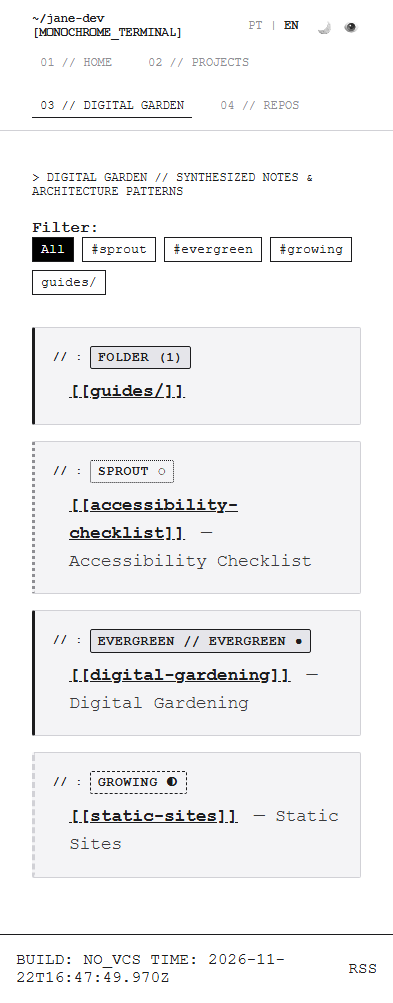 ~/jane-dev
[MONOCHROME_TERMINAL]
PT | EN
01 // HOME
02 // PROJECTS
03 // DIGITAL GARDEN
04 // REPOS
> DIGITAL GARDEN // SYNTHESIZED NOTES &
ARCHITECTURE PATTERNS
Filter:
All #sprout #evergreen #growing
guides/
// : FOLDER (1)
[[guides/]]
// : SPROUT ○
[[accessibility-
checklist]] —
Accessibility Checklist
// : EVERGREEN // EVERGREEN ●
[[digital-gardening]] —
Digital Gardening
// : GROWING ◐
[[static-sites]] — Static
Sites
BUILD: NO_VCS TIME: 2026-11-
22T16:47:49.970Z
RSS